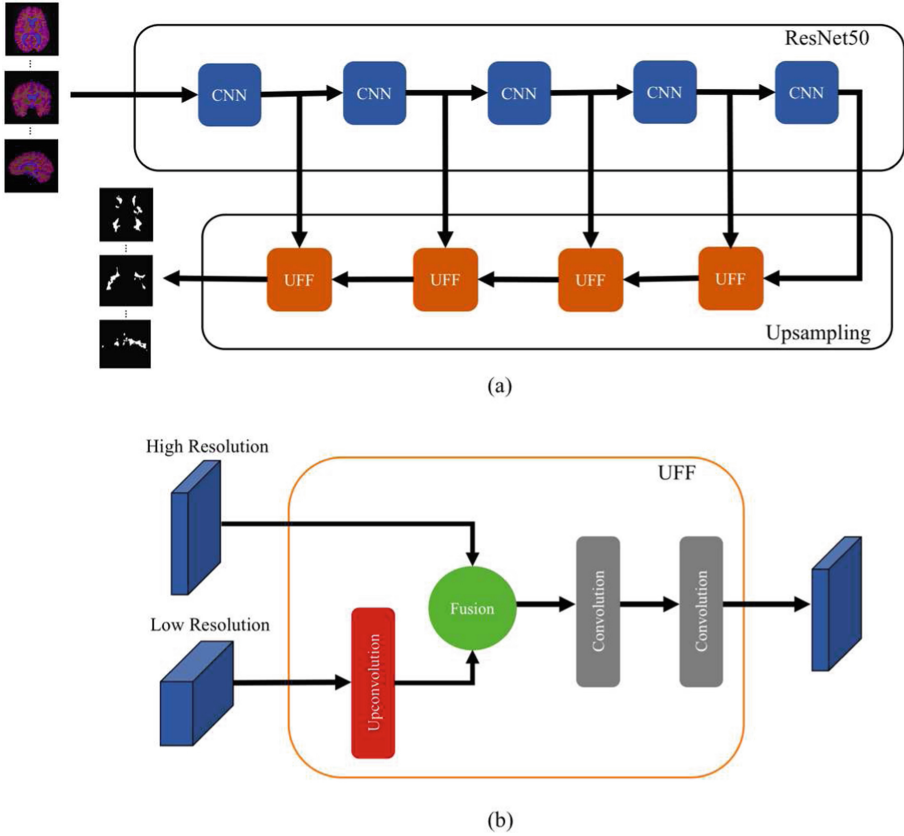 ResNet50
CNN CNN CNN CNN CNN
UFF UFF UFF UFF
Upsampling
(a)
High Resolution
UFF
Low Resolution
Upconvolution
Fusion
Convolution
Convolution
(b)